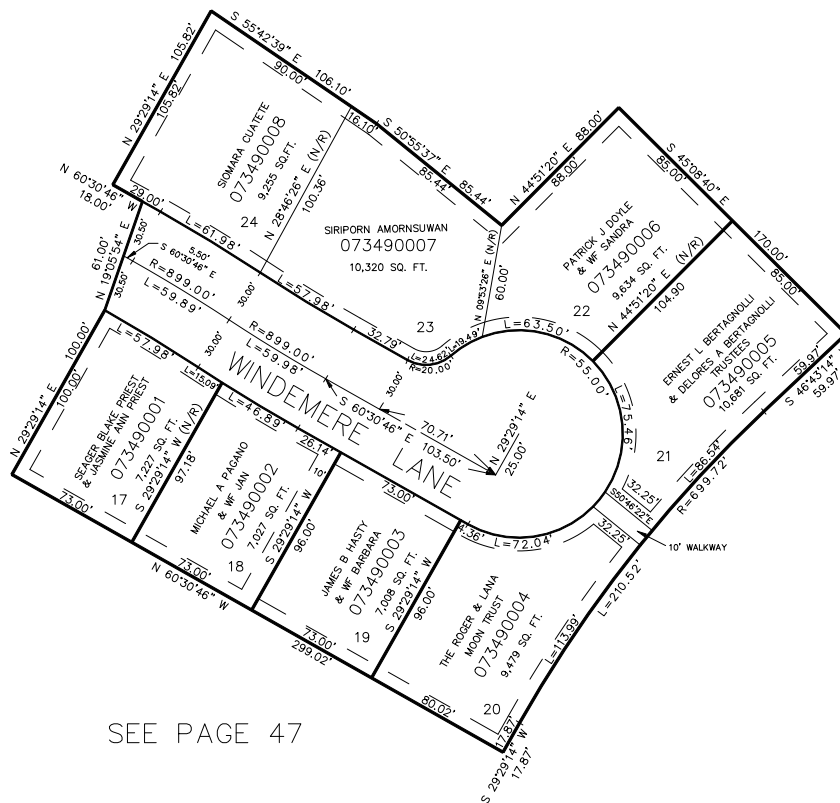 S 55°42'39" E
106.10'
90.00'
16.10'
N 29°29'14" E 105.82'
105.82'
S 50°55'37" E 85.44'
85.44'
N 44°51'20" E 88.00'
88.00'
S 45°08'40" E
85.00'
170.00'
85.00'
SIOMARA CUATETE
073490008
9,255 SQ.FT.
24
N 28°46'26" E (N/R)
100.36'
N 60°30'46" W
18.00'
29.00'
L=61.98'
SIRIPORN AMORNSUWAN
073490007
10,320 SQ. FT.
23
N 09°53'26" E (N/R)
60.00'
PATRICK J DOYLE
& WF SANDRA
073490006
9,634 SQ. FT.
22
N 44°51'20" E (N/R)
104.90
ERNEST L BERTAGNOLLI
& DELORES A BERTAGNOLLI
TRUSTEES
073490005
10,681 SQ. FT.
21
59.97'
S 46°43'14"
59.97'
N 19°05'54" E
61.00'
30.50'
30.50'
5.50'
S 60°30'46" E
R=899.00'
L=59.89'
30.00'
30.00'
L=57.98'
32.79'
L=24.62'
R=20.00'
L=19.49'
L=63.50'
R=55.00'
L=75.46'
R=899.00'
L=59.98'
30.00'
S 60°30'46" E
70.71'
103.50'
N 29°29'14" E
25.00'
WINDEMERE LANE
L=86.54'
R=699.72'
32.25'
S50°46'22"E
32.25
10' WALKWAY
L=210.52'
L=113.99'
N 29°29'14" E
100.00'
100.00'
L=57.98'
L=15.09'
L=46.89'
26.14'
10'
73.00'
4.36'
L=72.04'
SEAGER BLAKE PRIEST
& JASMINE ANN PRIEST
073490001
7,227 SQ. FT.
17
S 29°29'14" W (N/R)
97.18'
73.00'
MICHAEL A PAGANO
& WF JAN
073490002
7,027 SQ. FT.
18
S 29°29'14" W
96.00'
73.00'
N 60°30'46" W
JAMES B HASTY
& WF BARBARA
073490003
7,008 SQ. FT.
19
S 29°29'14" W
96.00'
73.00'
299.02'
THE ROGER & LANA
MOON TRUST
073490004
9,479 SQ. FT.
20
80.02'
17.87'
S 29°29'14" W
17.87'
SEE PAGE 47